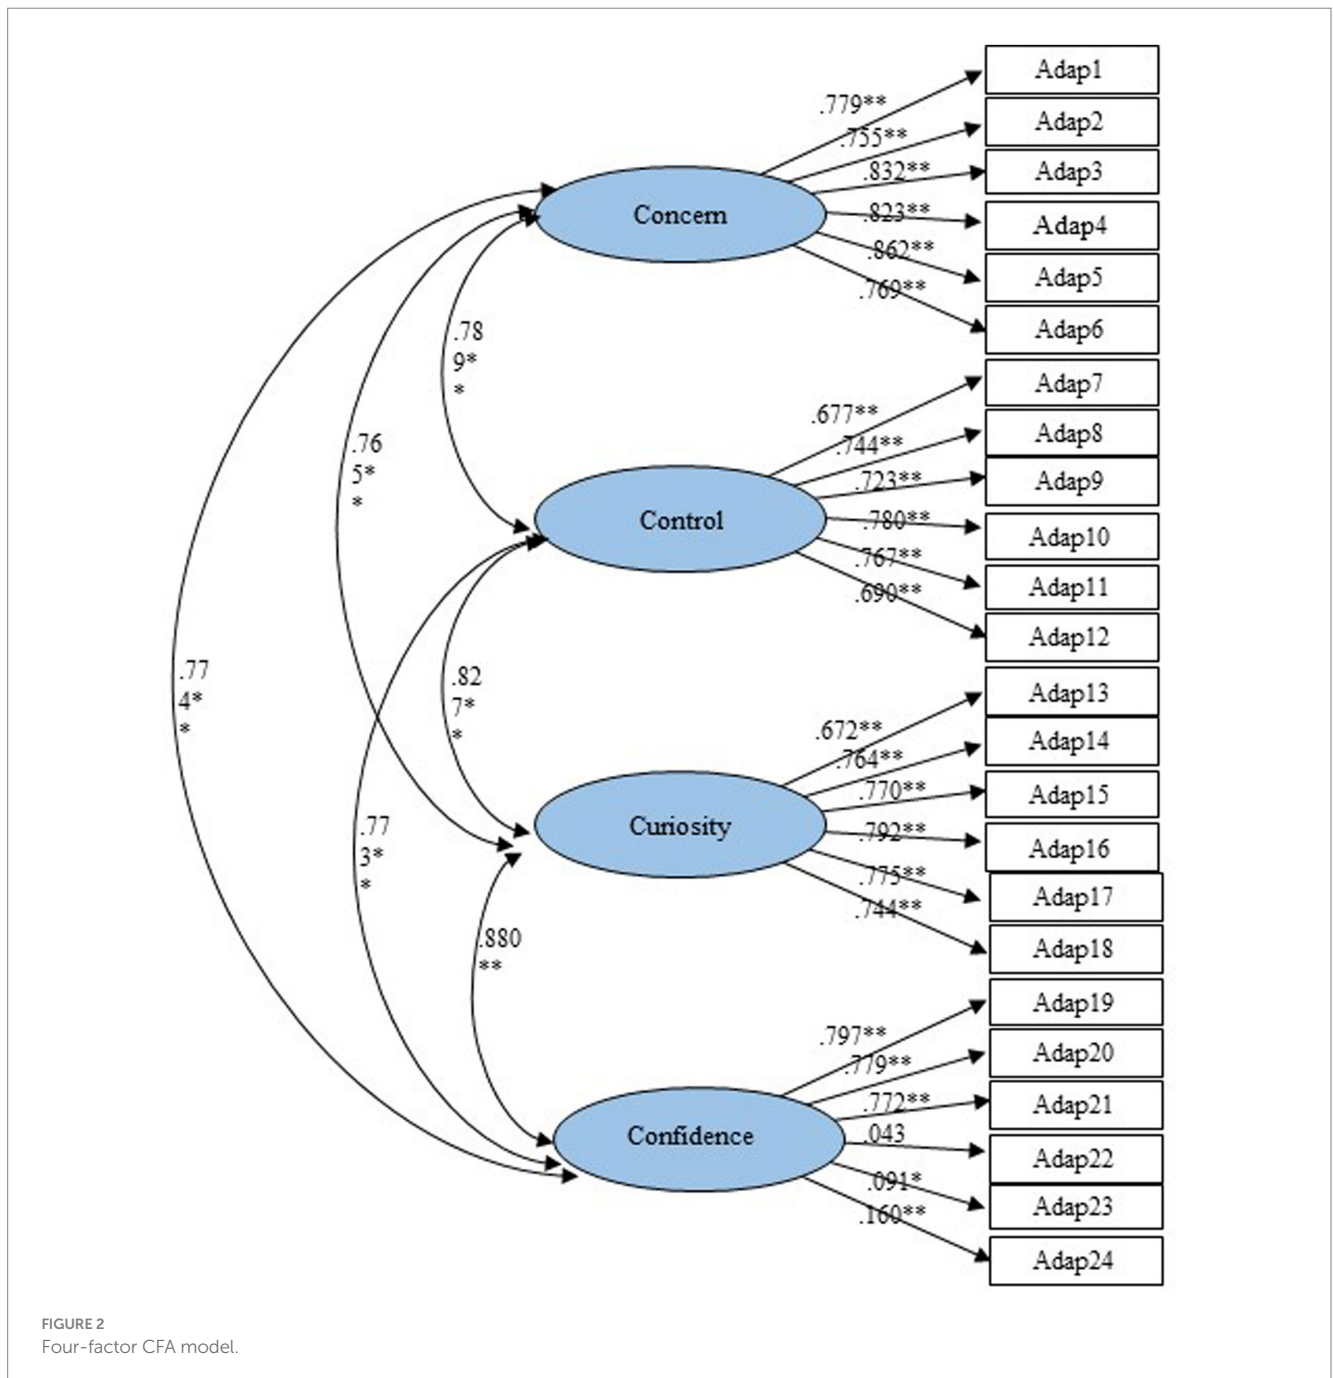 Adap1
.779**
Adap2
.755**
Adap3
.832**
Concern
Adap4
.823**
Adap5
.862**
Adap6
.769**
.78
9*
*
Adap7
.677**
Adap8
.744**
.76
5*
*
Adap9
.723**
Control
Adap10
.780**
Adap11
.767**
Adap12
.690**
.77
4*
*
.82
7*
*
Adap13
.672**
Adap14
.764**
Adap15
.770**
Curiosity
.77
3*
*
Adap16
.792**
Adap17
.775**
Adap18
.744**
.880
**
Adap19
.797**
Adap20
.779**
Adap21
.772**
Confidence
.043
Adap22
Adap23
.091*
Adap24
.160**
FIGURE 2
Four-factor CFA model.